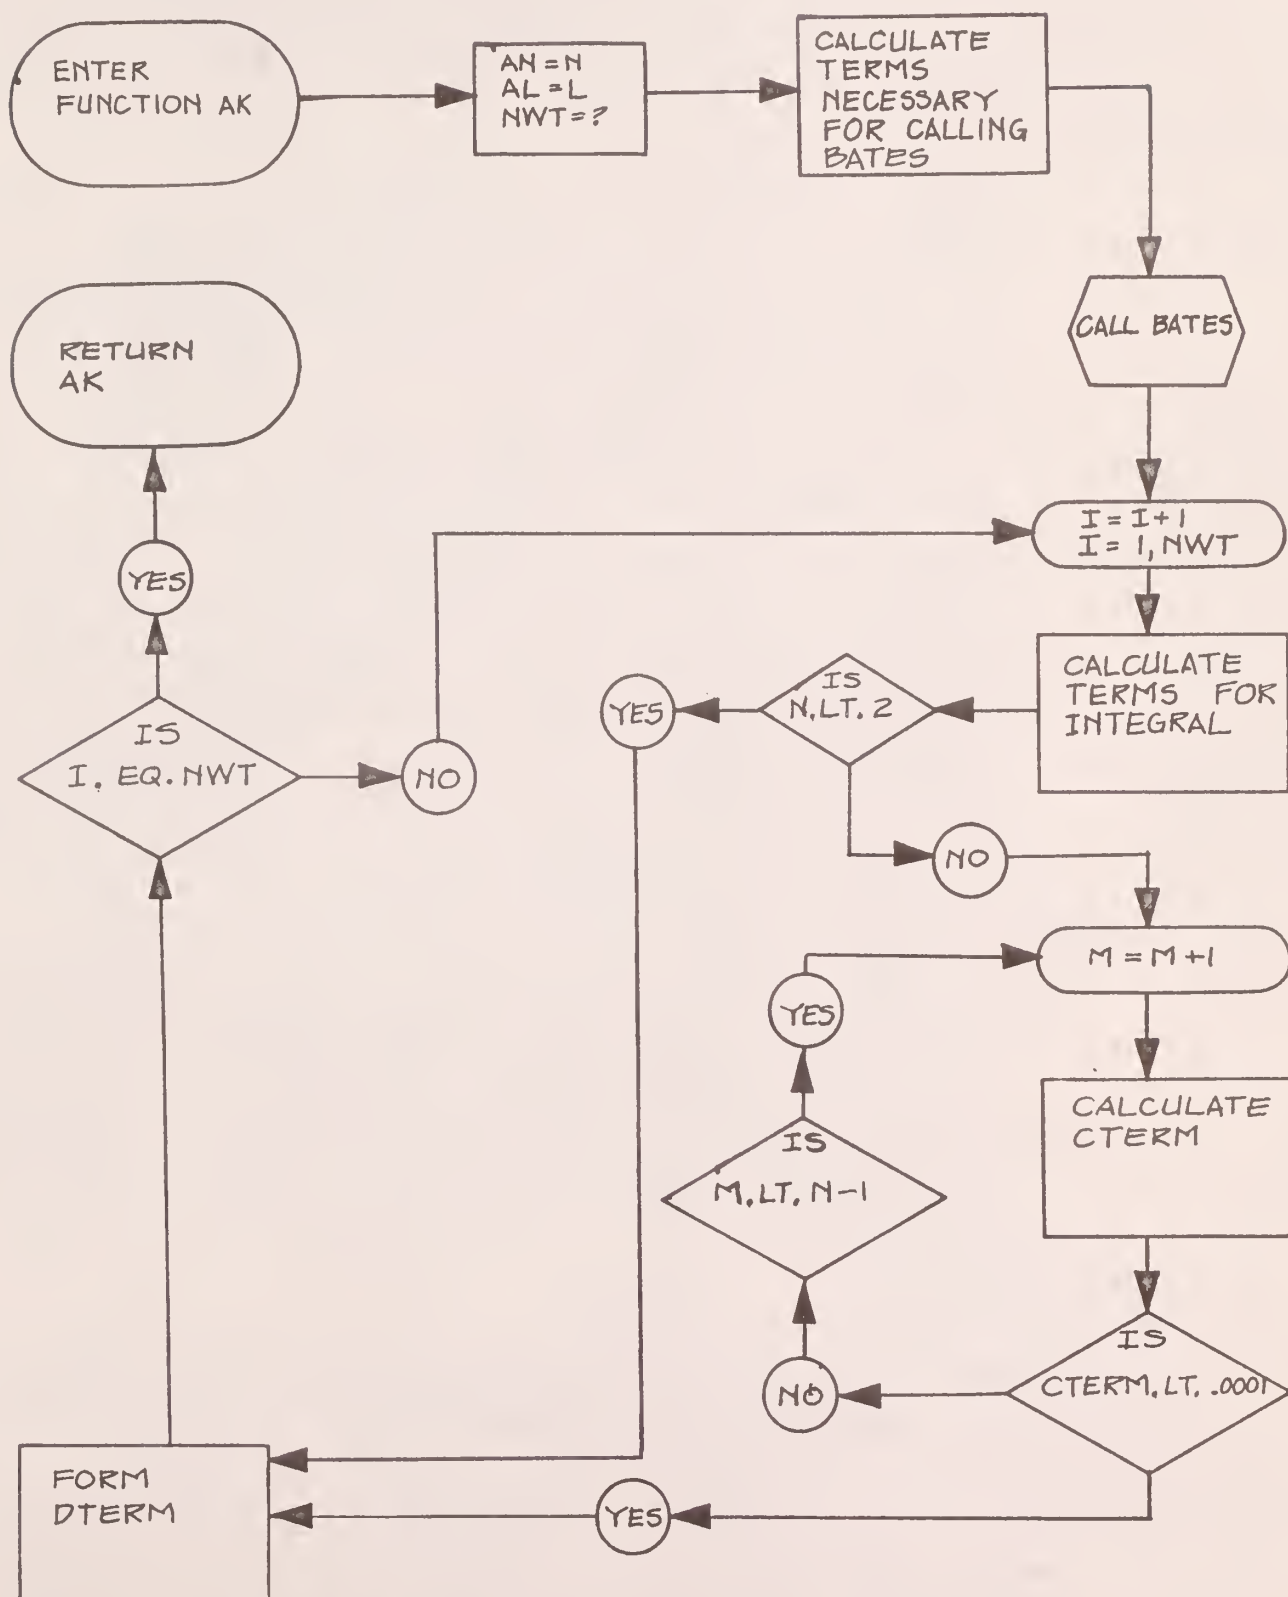 ENTER
FUNCTION AK
AN = N
AL = L
NWT = ?
CALCULATE
TERMS
NECESSARY
FOR CALLING
BATES
CALL BATES
I = I + 1
I = 1, NWT
CALCULATE
TERMS FOR
INTEGRAL
IS
N.LT.2
YES
NO
M = M + 1
CALCULATE
CTERM
IS
CTERM.LT. .0001
NO
IS
M.LT. N-1
YES
YES
FORM
DTERM
IS
I. EQ. NWT
NO
YES
RETURN
AK